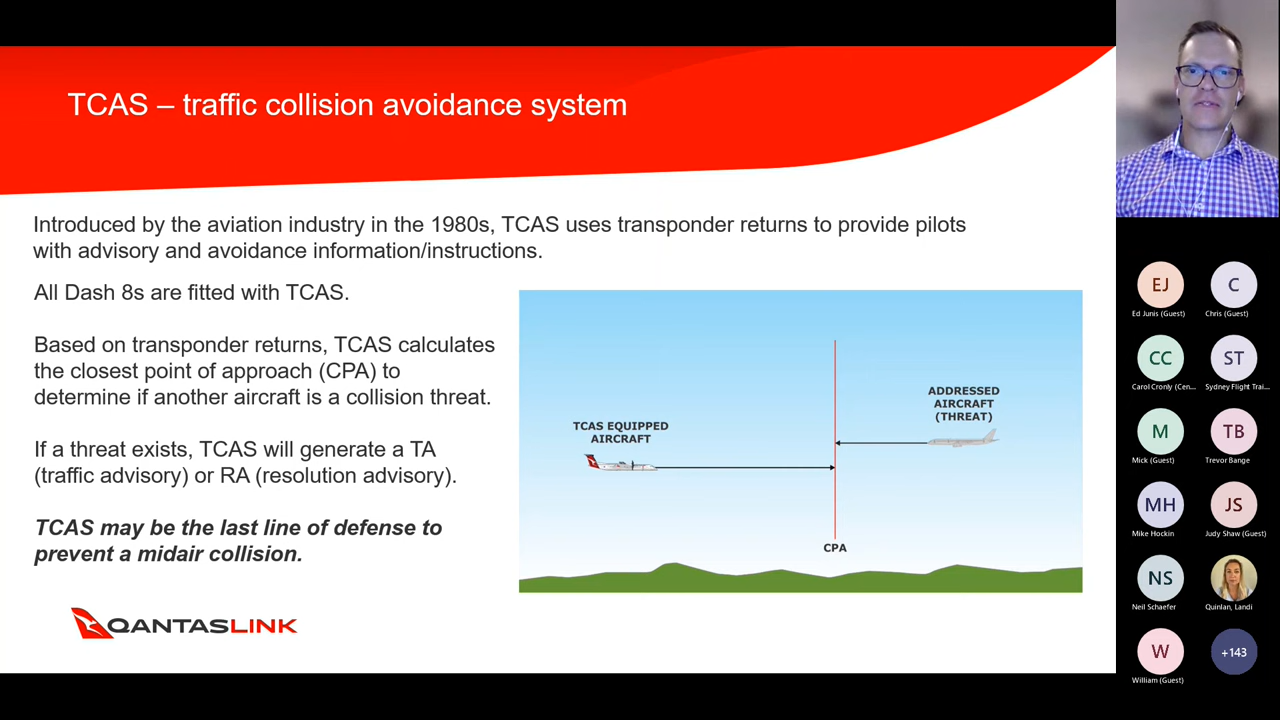 TCAS – traffic collision avoidance system
Introduced by the aviation industry in the 1980s, TCAS uses transponder returns to provide pilots
with advisory and avoidance information/instructions.
All Dash 8s are fitted with TCAS.
Based on transponder returns, TCAS calculates
the closest point of approach (CPA) to
determine if another aircraft is a collision threat.
If a threat exists, TCAS will generate a TA
(traffic advisory) or RA (resolution advisory).
TCAS may be the last line of defense to
prevent a midair collision.
TCAS EQUIPPED
AIRCRAFT
ADDRESSED
AIRCRAFT
(THREAT)
CPA
QANTASLINK
EJ
Ed Junis (Guest)
C
Chris (Guest)
CC
Carol Cronly (Cen...
ST
Sydney Flight Trai...
M
Mick (Guest)
TB
Trevor Bange
MH
Mike Hockin
JS
Judy Shaw (Guest)
NS
Neil Schaefer
Quinlan, Landi
W
William (Guest)
+143